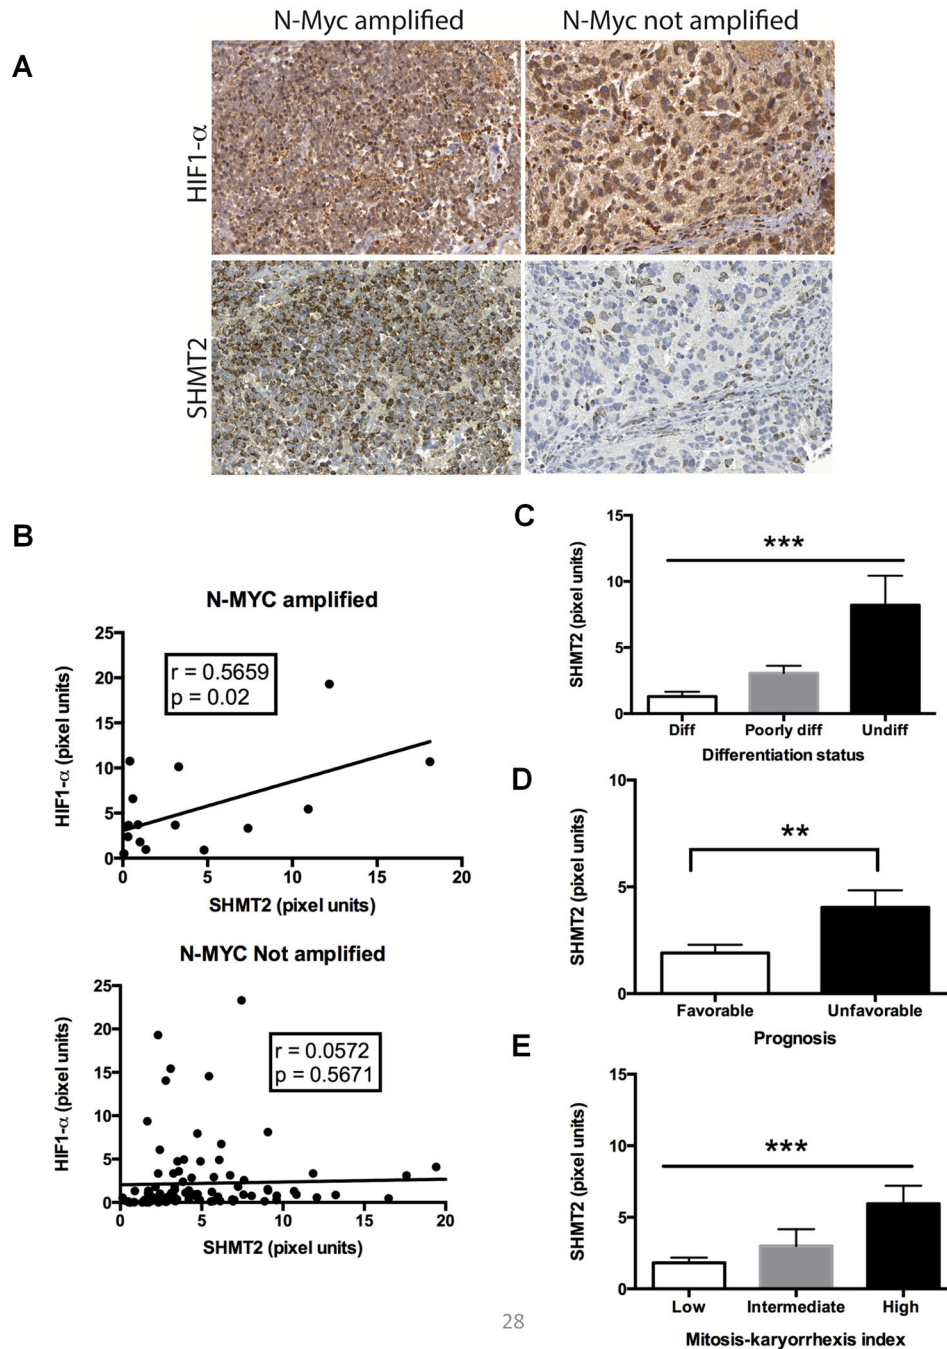 N-Myc amplified
N-Myc not amplified
A
HIF1-α
SHMT2
B
N-MYC amplified
HIF1-α (pixel units)
25
20
15
10
5
0
r = 0.5659
p = 0.02
0 5 10 15 20
SHMT2 (pixel units)
N-MYC Not amplified
HIF1-α (pixel units)
25
20
15
10
5
0
r = 0.0572
p = 0.5671
0 5 10 15 20
SHMT2 (pixel units)
C
SHMT2 (pixel units)
15
10
5
0
***
Diff Poorly diff Undiff
Differentiation status
D
SHMT2 (pixel units)
10
5
0
**
Favorable Unfavorable
Prognosis
E
SHMT2 (pixel units)
15
10
5
0
***
Low Intermediate High
Mitosis-karyorrhexis index
28